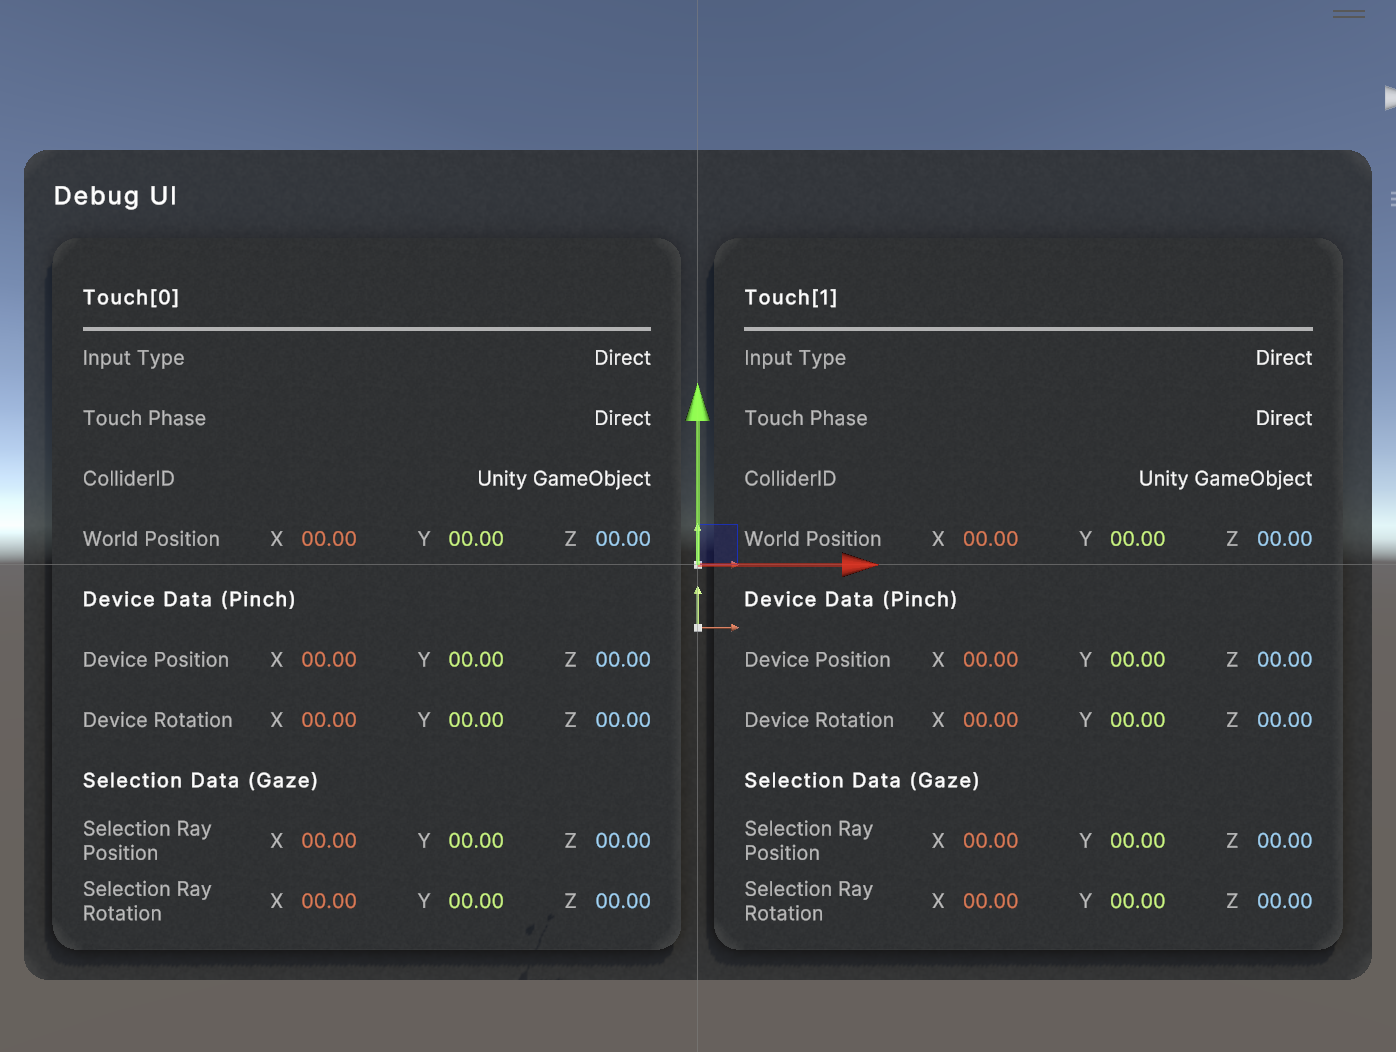 Debug UI
Touch[0]
Input Type Direct
Touch Phase Direct
ColliderID Unity GameObject
World Position X 00.00 Y 00.00 Z 00.00
Device Data (Pinch)
Device Position X 00.00 Y 00.00 Z 00.00
Device Rotation X 00.00 Y 00.00 Z 00.00
Selection Data (Gaze)
Selection Ray
Position X 00.00 Y 00.00 Z 00.00
Selection Ray
Rotation X 00.00 Y 00.00 Z 00.00
Touch[1]
Input Type Direct
Touch Phase Direct
ColliderID Unity GameObject
World Position X 00.00 Y 00.00 Z 00.00
Device Data (Pinch)
Device Position X 00.00 Y 00.00 Z 00.00
Device Rotation X 00.00 Y 00.00 Z 00.00
Selection Data (Gaze)
Selection Ray
Position X 00.00 Y 00.00 Z 00.00
Selection Ray
Rotation X 00.00 Y 00.00 Z 00.00